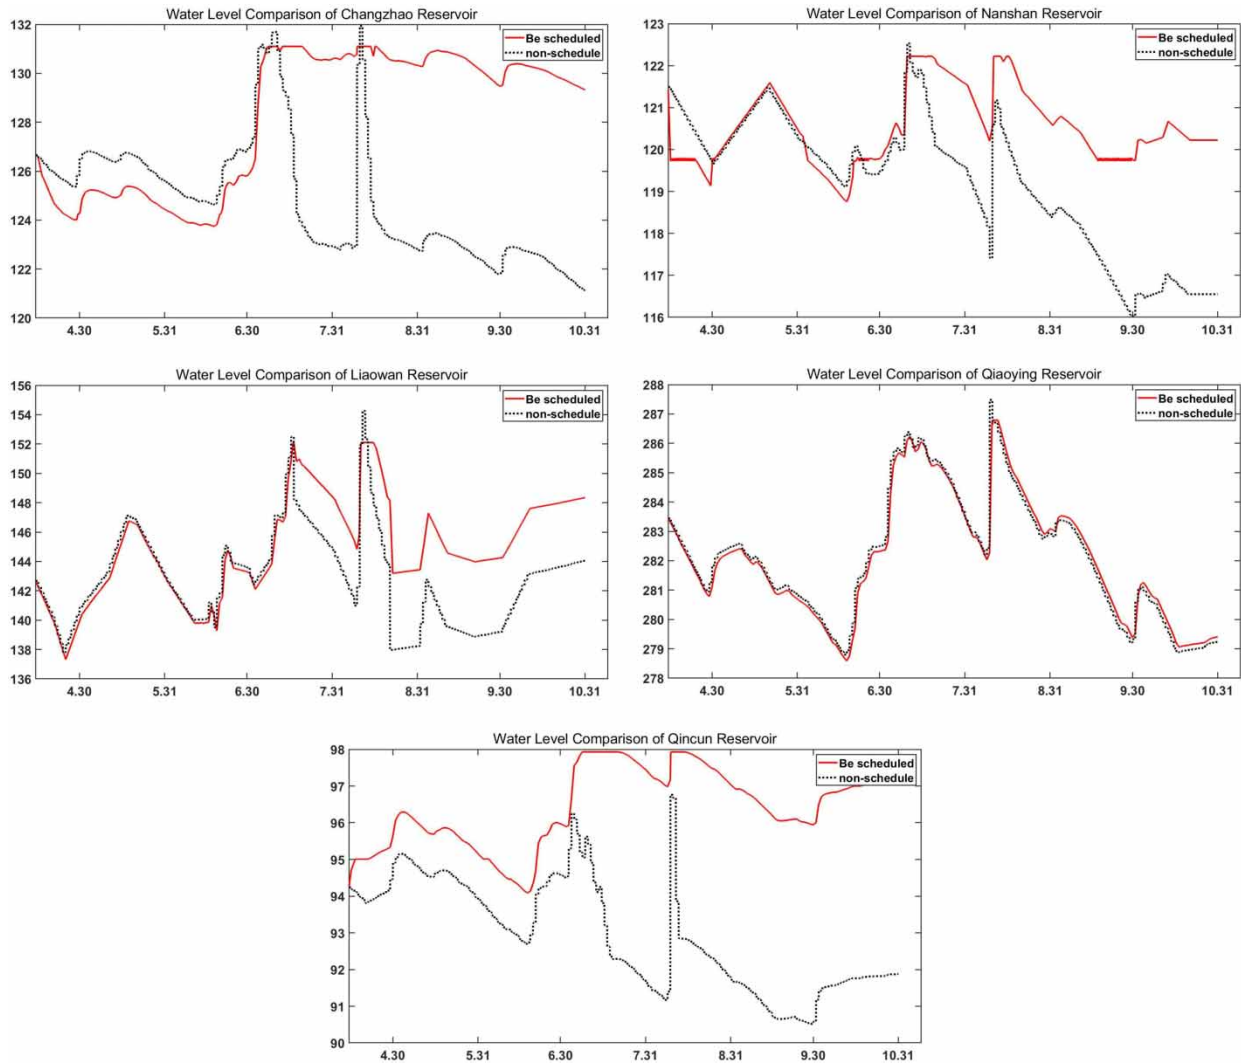 Water Level Comparison of Changzhao Reservoir
132
130
128
126
124
122
120
4.30 5.31 6.30 7.31 8.31 9.30 10.31
Be scheduled
non-schedule
Water Level Comparison of Nanshan Reservoir
123
122
121
120
119
118
117
116
4.30 5.31 6.30 7.31 8.31 9.30 10.31
Be scheduled
non-schedule
Water Level Comparison of Liaowan Reservoir
156
154
152
150
148
146
144
142
140
138
136
4.30 5.31 6.30 7.31 8.31 9.30 10.31
Be scheduled
non-schedule
Water Level Comparison of Qiaoying Reservoir
288
287
286
285
284
283
282
281
280
279
278
4.30 5.31 6.30 7.31 8.31 9.30 10.31
Be scheduled
non-schedule
Water Level Comparison of Qincun Reservoir
98
97
96
95
94
93
92
91
90
4.30 5.31 6.30 7.31 8.31 9.30 10.31
Be scheduled
non-schedule